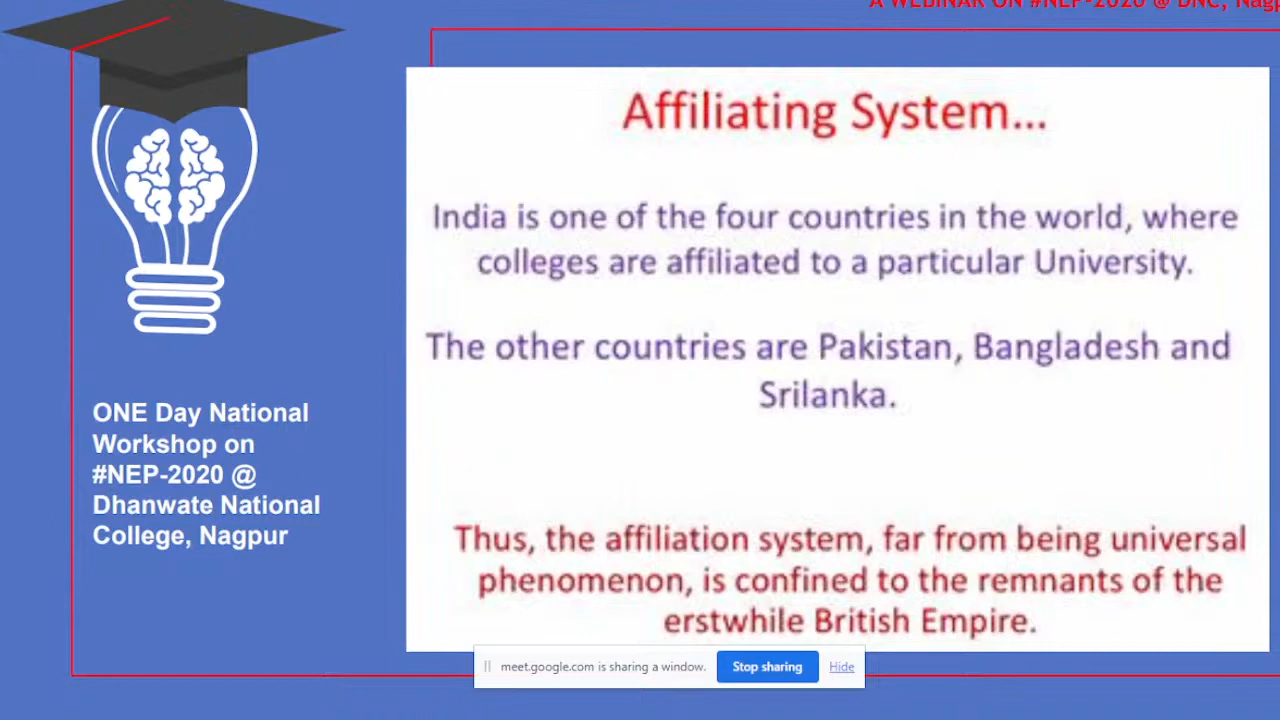 A WEBINAR ON #NEP-2020 @ DNC,
Affiliating System...
India is one of the four countries in the world, where
colleges are affiliated to a particular University.
The other countries are Pakistan, Bangladesh and
Srilanka.
Thus, the affiliation system, far from being universal
phenomenon, is confined to the remnants of the
erstwhile British Empire.
ONE Day National
Workshop on
#NEP-2020 @
Dhanwate National
College, Nagpur
meet.google.com is sharing a window.
Stop sharing
Hide